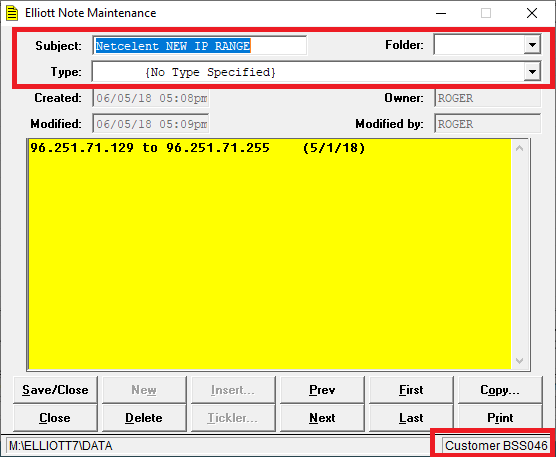 Elliott Note Maintenance
Subject: Netcelent NEW IP RANGE Folder:
Type: {No Type Specified}
Created: 06/05/18 05:08pm Owner: ROGER
Modified: 06/05/18 05:09pm Modified by: ROGER
96.251.71.129 to 96.251.71.255 (5/1/18)
Save/Close New Insert... Prev First Copy...
Close Delete Tickler... Next Last Print
M:\ELLIOTT7\DATA Customer BSS046